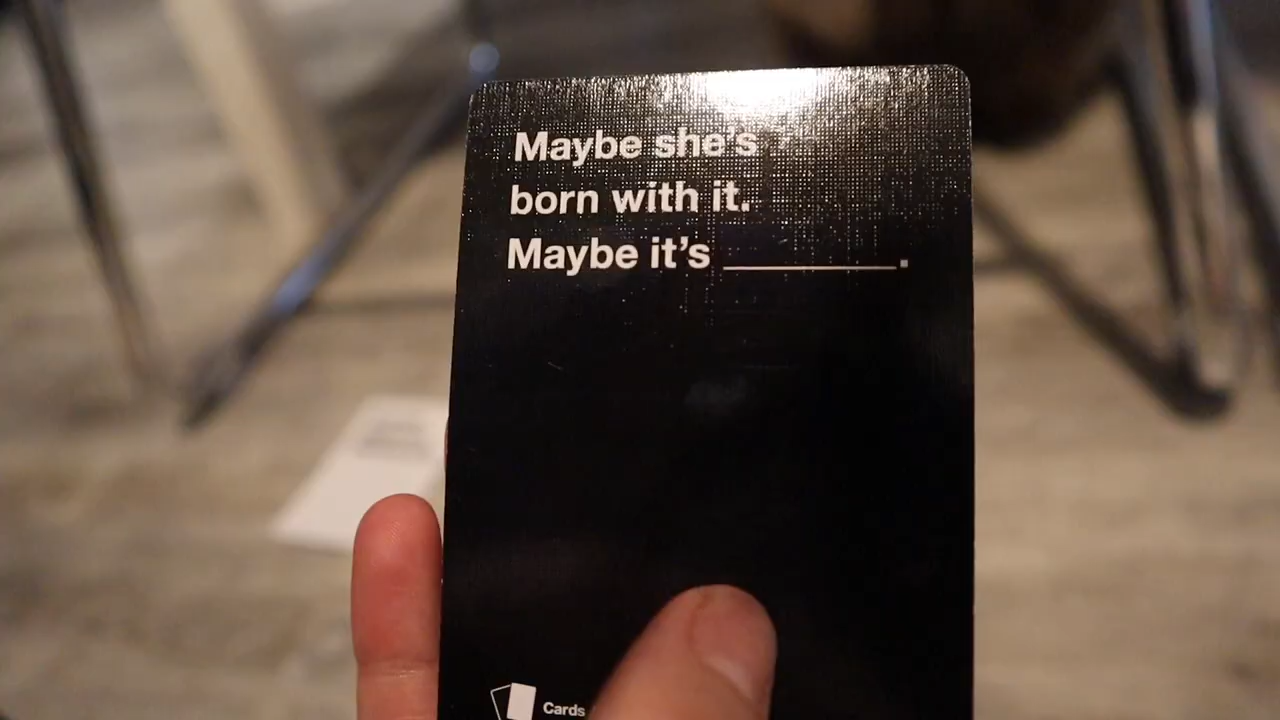 Maybe she's
born with it.
Maybe it's ________.
Cards